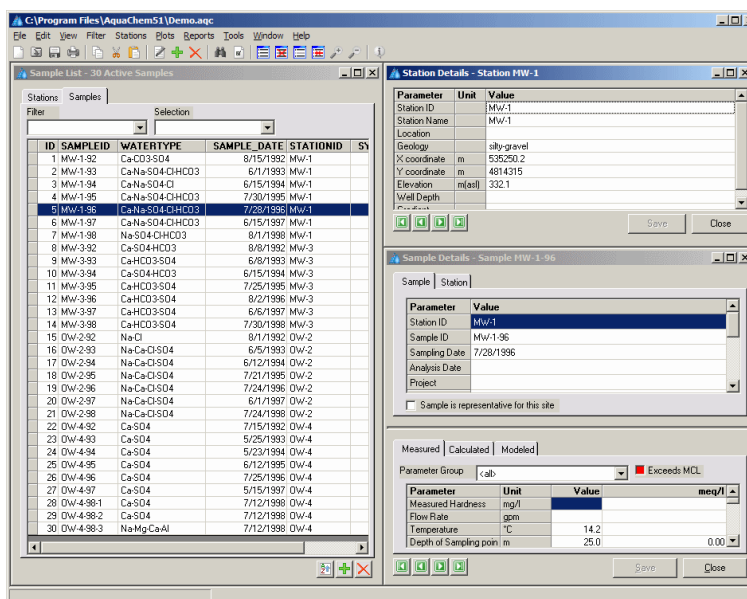 C:\Program Files\AquaChem51\Demo.aqc
File Edit View Filter Stations Plots Reports Tools Window Help
Sample List - 30 Active Samples
Stations Samples
Filter Selection
ID SAMPLEID WATERTYPE SAMPLE_DATE STATIONID SY
1 MW-1-92 Ca-CO3-SO4 8/15/1992 MW-1
2 MW-1-93 Ca-Na-SO4-Cl-HCO3 6/1/1993 MW-1
3 MW-1-94 Ca-Na-SO4-Cl 6/15/1994 MW-1
4 MW-1-95 Ca-Na-SO4-Cl-HCO3 7/30/1995 MW-1
5 MW-1-96 Ca-Na-SO4-Cl-HCO3 7/28/1996 MW-1
6 MW-1-97 Ca-Na-SO4-Cl-HCO3 6/15/1997 MW-1
7 MW-1-98 Na-SO4-Cl-HCO3 8/1/1998 MW-1
8 MW-3-92 Ca-SO4-HCO3 8/8/1992 MW-3
9 MW-3-93 Ca-HCO3-SO4 6/8/1993 MW-3
10 MW-3-94 Ca-SO4-HCO3 6/15/1994 MW-3
11 MW-3-95 Ca-HCO3-SO4 7/25/1995 MW-3
12 MW-3-96 Ca-HCO3-SO4 8/2/1996 MW-3
13 MW-3-97 Ca-HCO3-SO4 6/6/1997 MW-3
14 MW-3-98 Ca-HCO3-SO4 7/30/1998 MW-3
15 OW-2-92 Na-Cl 8/1/1992 OW-2
16 OW-2-93 Na-Ca-Cl-SO4 6/5/1993 OW-2
17 OW-2-94 Na-Ca-Cl-SO4 6/12/1994 OW-2
18 OW-2-95 Na-Ca-Cl-SO4 7/21/1995 OW-2
19 OW-2-96 Na-Ca-Cl-SO4 7/24/1996 OW-2
20 OW-2-97 Na-Ca-Cl-SO4 6/1/1997 OW-2
21 OW-2-98 Na-Ca-Cl-SO4 7/24/1998 OW-2
22 OW-4-92 Ca-SO4 7/15/1992 OW-4
23 OW-4-93 Ca-SO4 5/25/1993 OW-4
24 OW-4-94 Ca-SO4 5/23/1994 OW-4
25 OW-4-95 Ca-SO4 6/12/1995 OW-4
26 OW-4-96 Ca-SO4 7/25/1996 OW-4
27 OW-4-97 Ca-SO4 5/15/1997 OW-4
28 OW-4-98-1 Ca-SO4 7/12/1998 OW-4
29 OW-4-98-2 Ca-SO4 7/12/1998 OW-4
30 OW-4-98-3 Na-Mg-Ca-Al 7/12/1998 OW-4
Station Details - Station MW-1
Parameter Unit Value
Station ID MW-1
Station Name MW-1
Location
Geology silty-gravel
X coordinate m 535250.2
Y coordinate m 4814315
Elevation m(asl) 332.1
Well Depth
Save Close
Sample Details - Sample MW-1-96
Sample Station
Parameter Value
Station ID MW-1
Sample ID MW-1-96
Sampling Date 7/28/1996
Analysis Date
Project
Sample is representative for this site
Measured Calculated Modeled
Parameter Group <all> Exceeds MCL
Parameter Unit Value meq/l
Measured Hardness mg/l
Flow Rate gpm
Temperature °C 14.2
Depth of Sampling poin m 25.0 0.00
Save Close